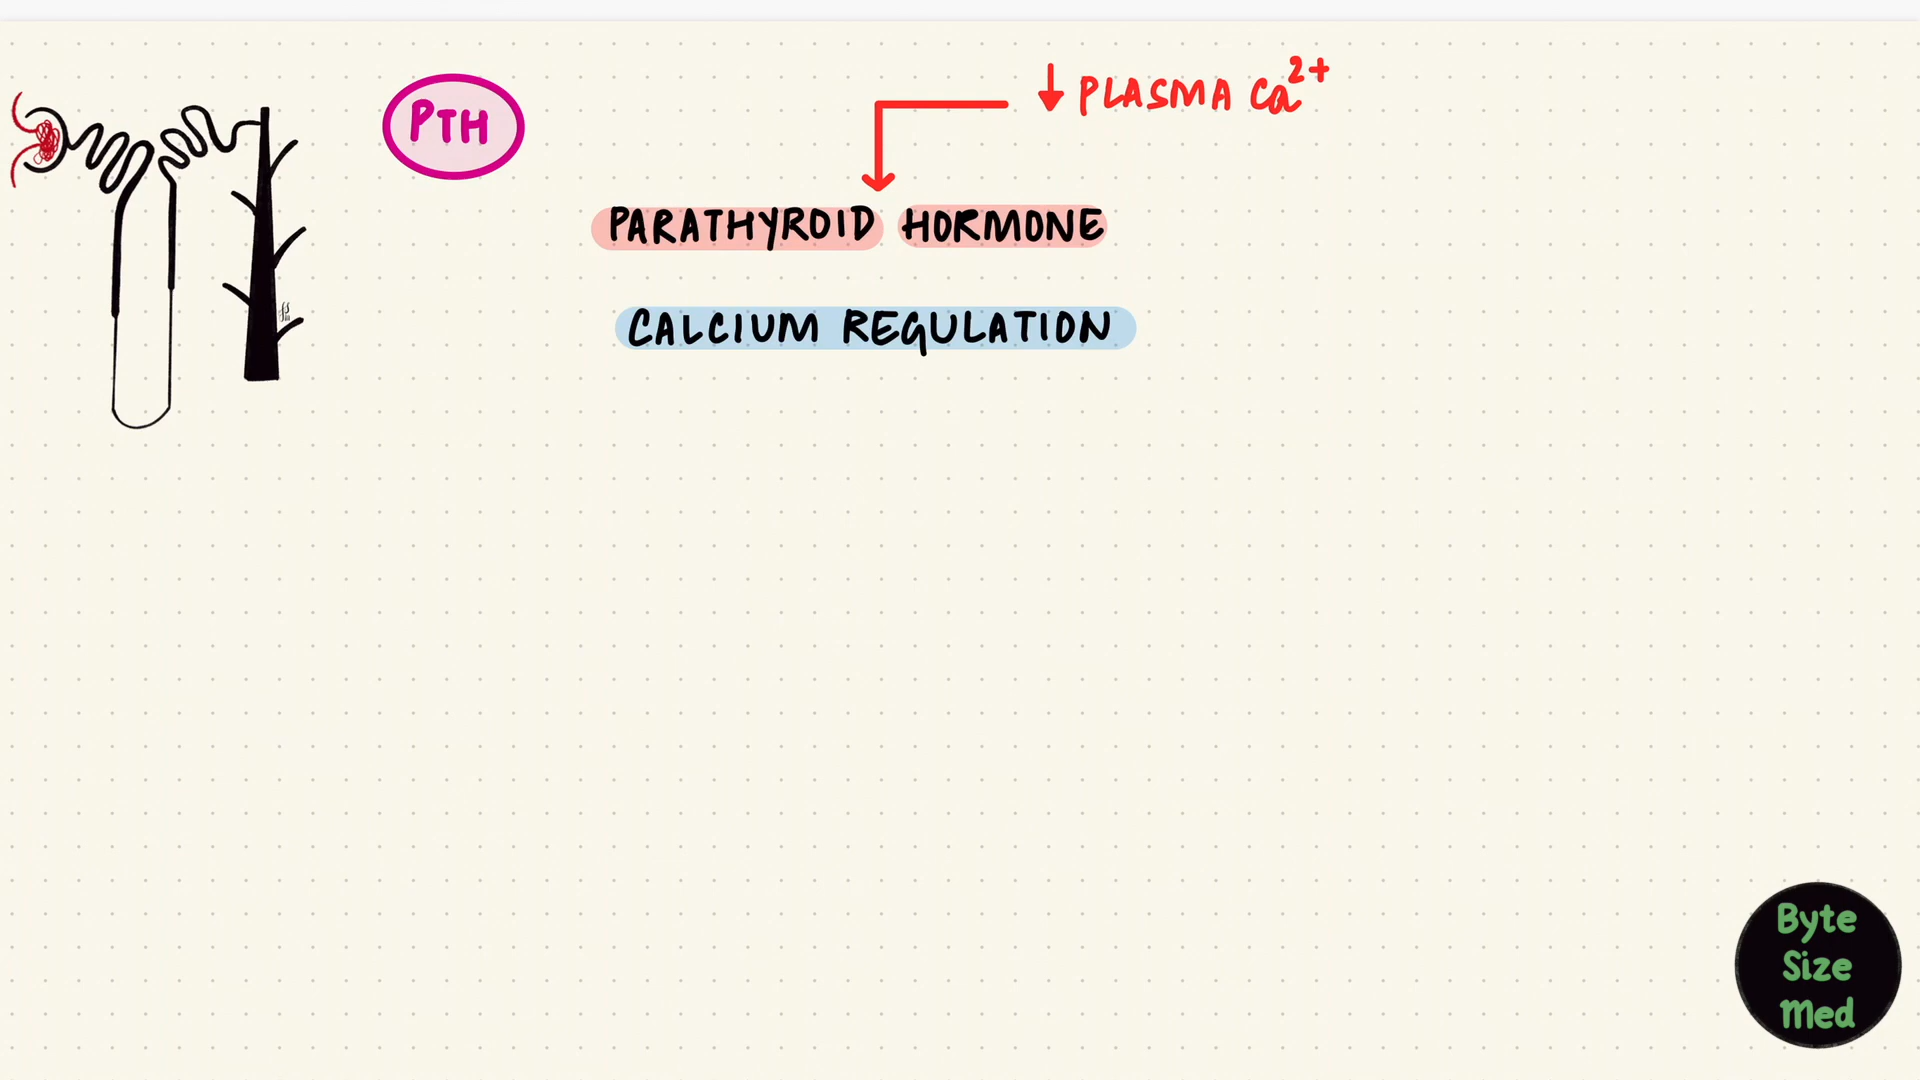 PTH
↓ PLASMA Ca²⁺
PARATHYROID HORMONE
CALCIUM REGULATION
Byte
Size
Med